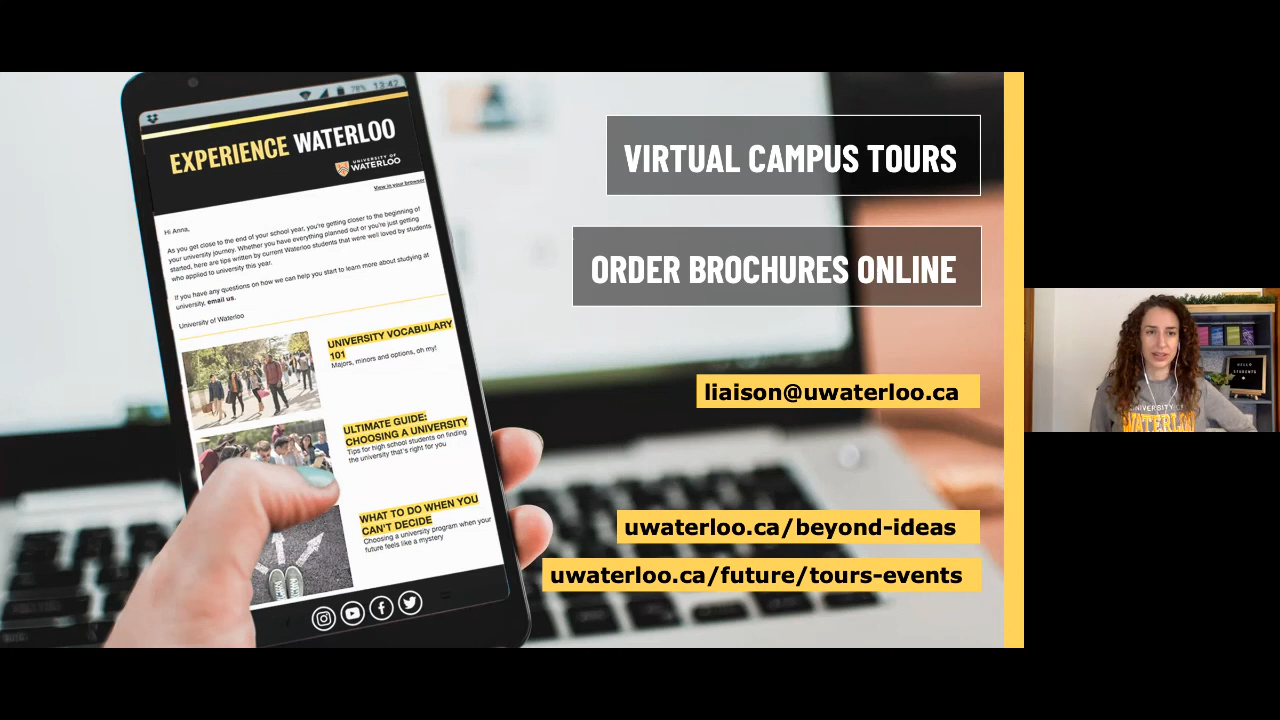 78% 13:47
EXPERIENCE WATERLOO
UNIVERSITY OF
WATERLOO
View in your browser
Hi Anna,
As you get close to the end of your school year, you're getting closer to the beginning of
your university journey. Whether you have everything planned out or you're just getting
started, here are tips written by current Waterloo students that were well loved by students
who applied to university this year.
If you have any questions on how we can help you start to learn more about studying at
university, email us.
University of Waterloo
UNIVERSITY VOCABULARY
101
Majors, minors and options, oh my!
ULTIMATE GUIDE:
CHOOSING A UNIVERSITY
Tips for high school students on finding
the university that's right for you
WHAT TO DO WHEN YOU
CAN'T DECIDE
Choosing a university program when your
future feels like a mystery
VIRTUAL CAMPUS TOURS
ORDER BROCHURES ONLINE
liaison@uwaterloo.ca
uwaterloo.ca/beyond-ideas
uwaterloo.ca/future/tours-events
HELLO
STUDENTS
UNIVERSITY OF
WATERLOO